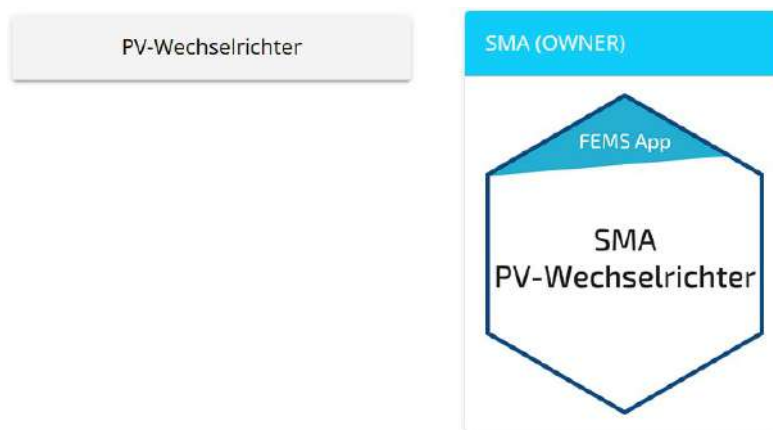 PV-Wechselrichter
SMA (OWNER)
FEMS App
SMA
PV-Wechselrichter